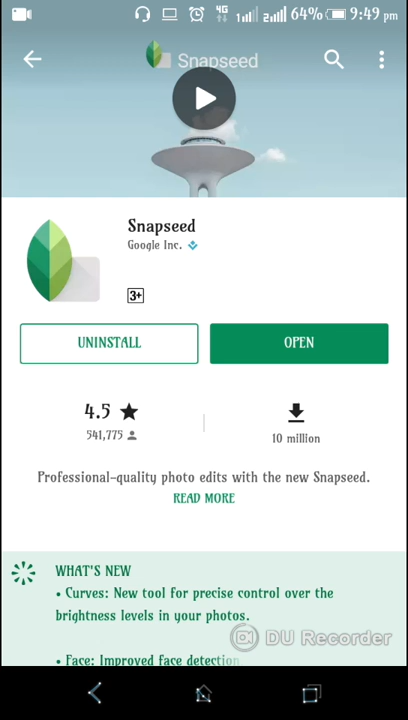 4G 64% 9:49 pm
Snapseed
Snapseed
Google Inc.
3+
UNINSTALL
OPEN
4.5
541,775
10 million
Professional-quality photo edits with the new Snapseed.
READ MORE
WHAT'S NEW
• Curves: New tool for precise control over the
brightness levels in your photos.
DU Recorder
• Face: Improved face detection